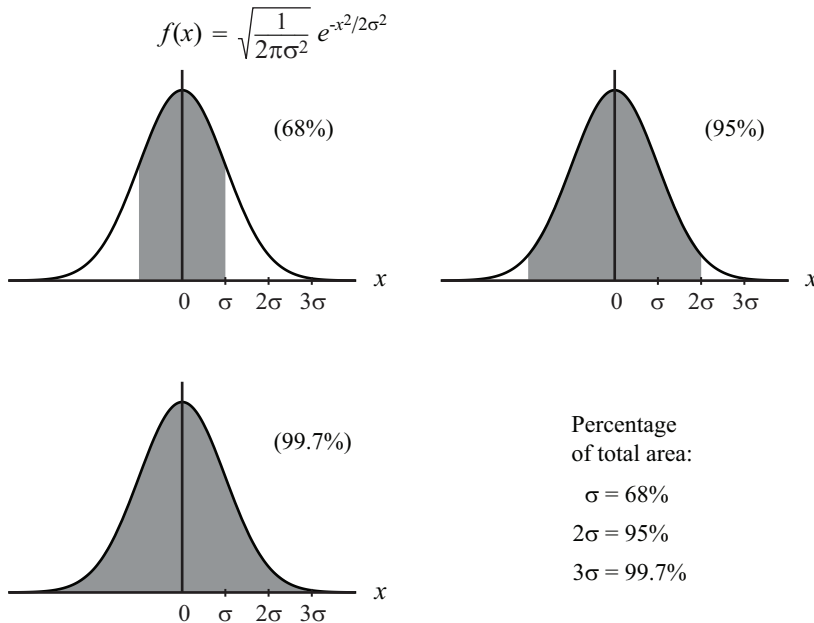 f(x) = √(1/2πσ²) e^-x²/2σ²
(68%)
x
0 σ 2σ 3σ
(95%)
x
0 σ 2σ 3σ
(99.7%)
x
0 σ 2σ 3σ
Percentage
of total area:
σ = 68%
2σ = 95%
3σ = 99.7%